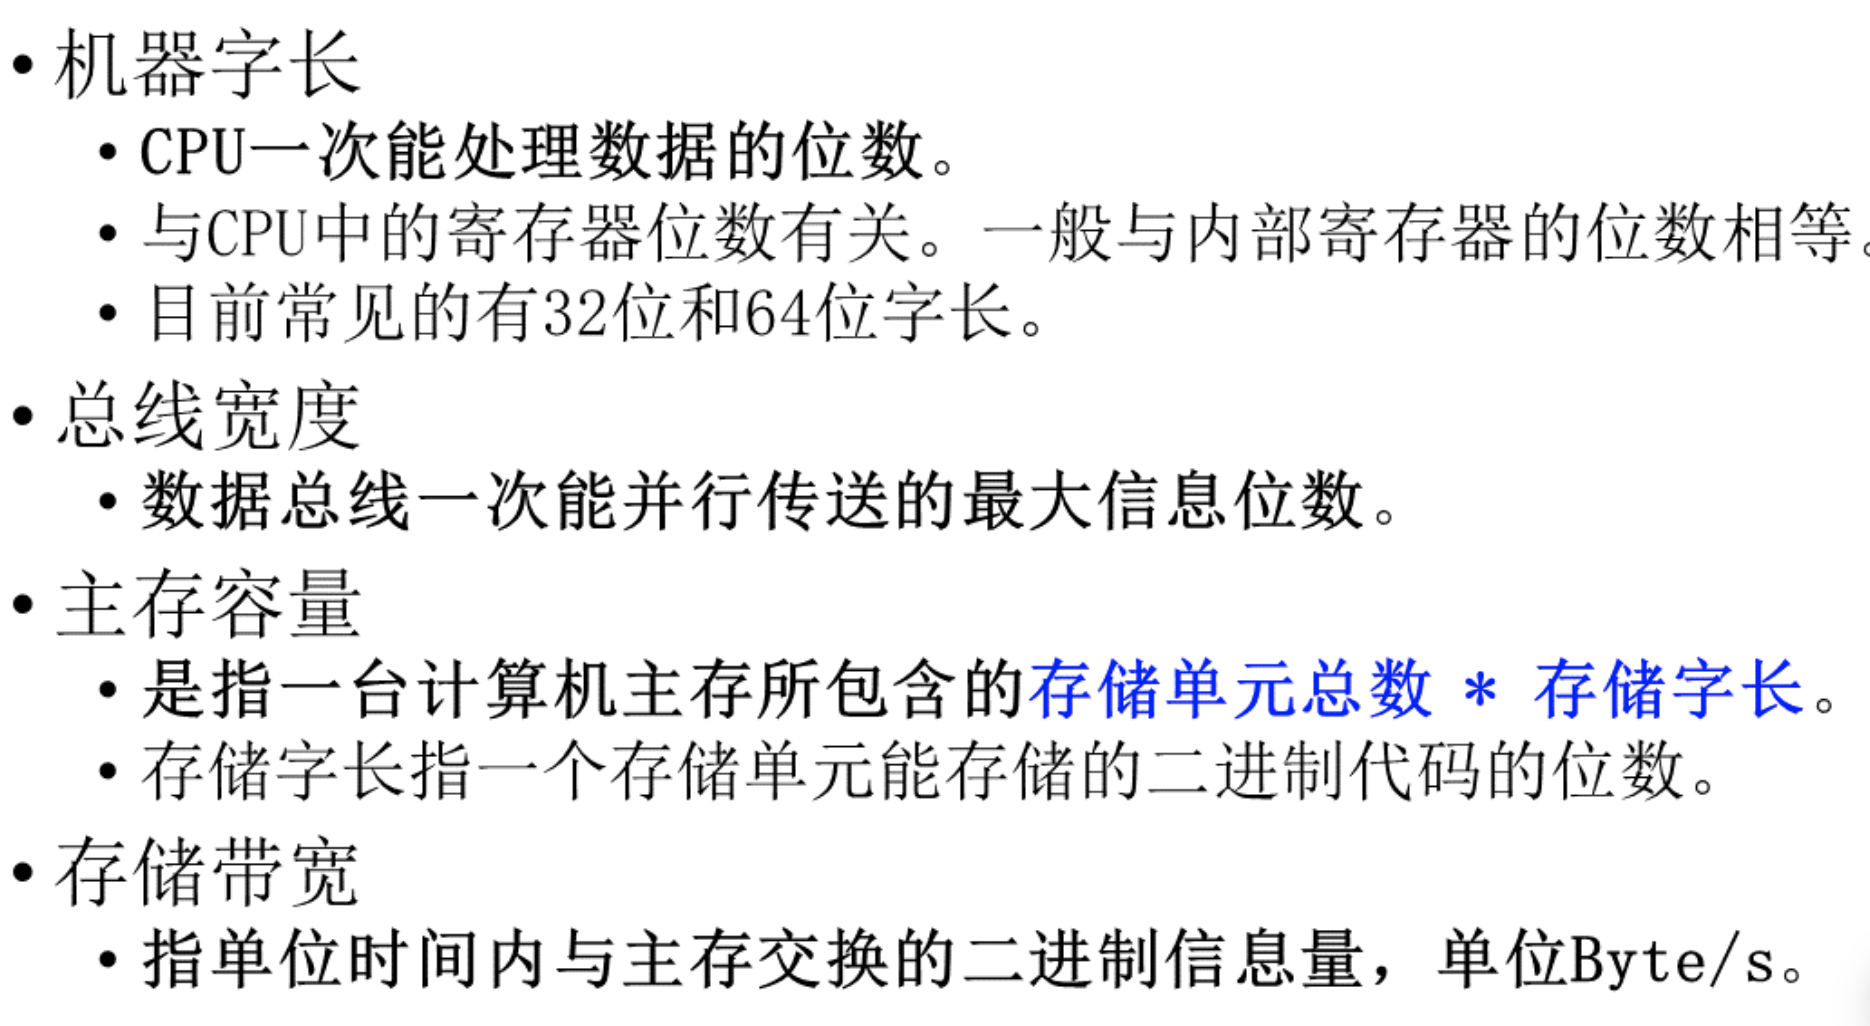 • 机器字长
• CPU一次能处理数据的位数。
• 与CPU中的寄存器位数有关。一般与内部寄存器的位数相等。
• 目前常见的有32位和64位字长。
• 总线宽度
• 数据总线一次能并行传送的最大信息位数。
• 主存容量
• 是指一台计算机主存所包含的存储单元总数 * 存储字长。
• 存储字长指一个存储单元能存储的二进制代码的位数。
• 存储带宽
• 指单位时间内与主存交换的二进制信息量，单位Byte/s。